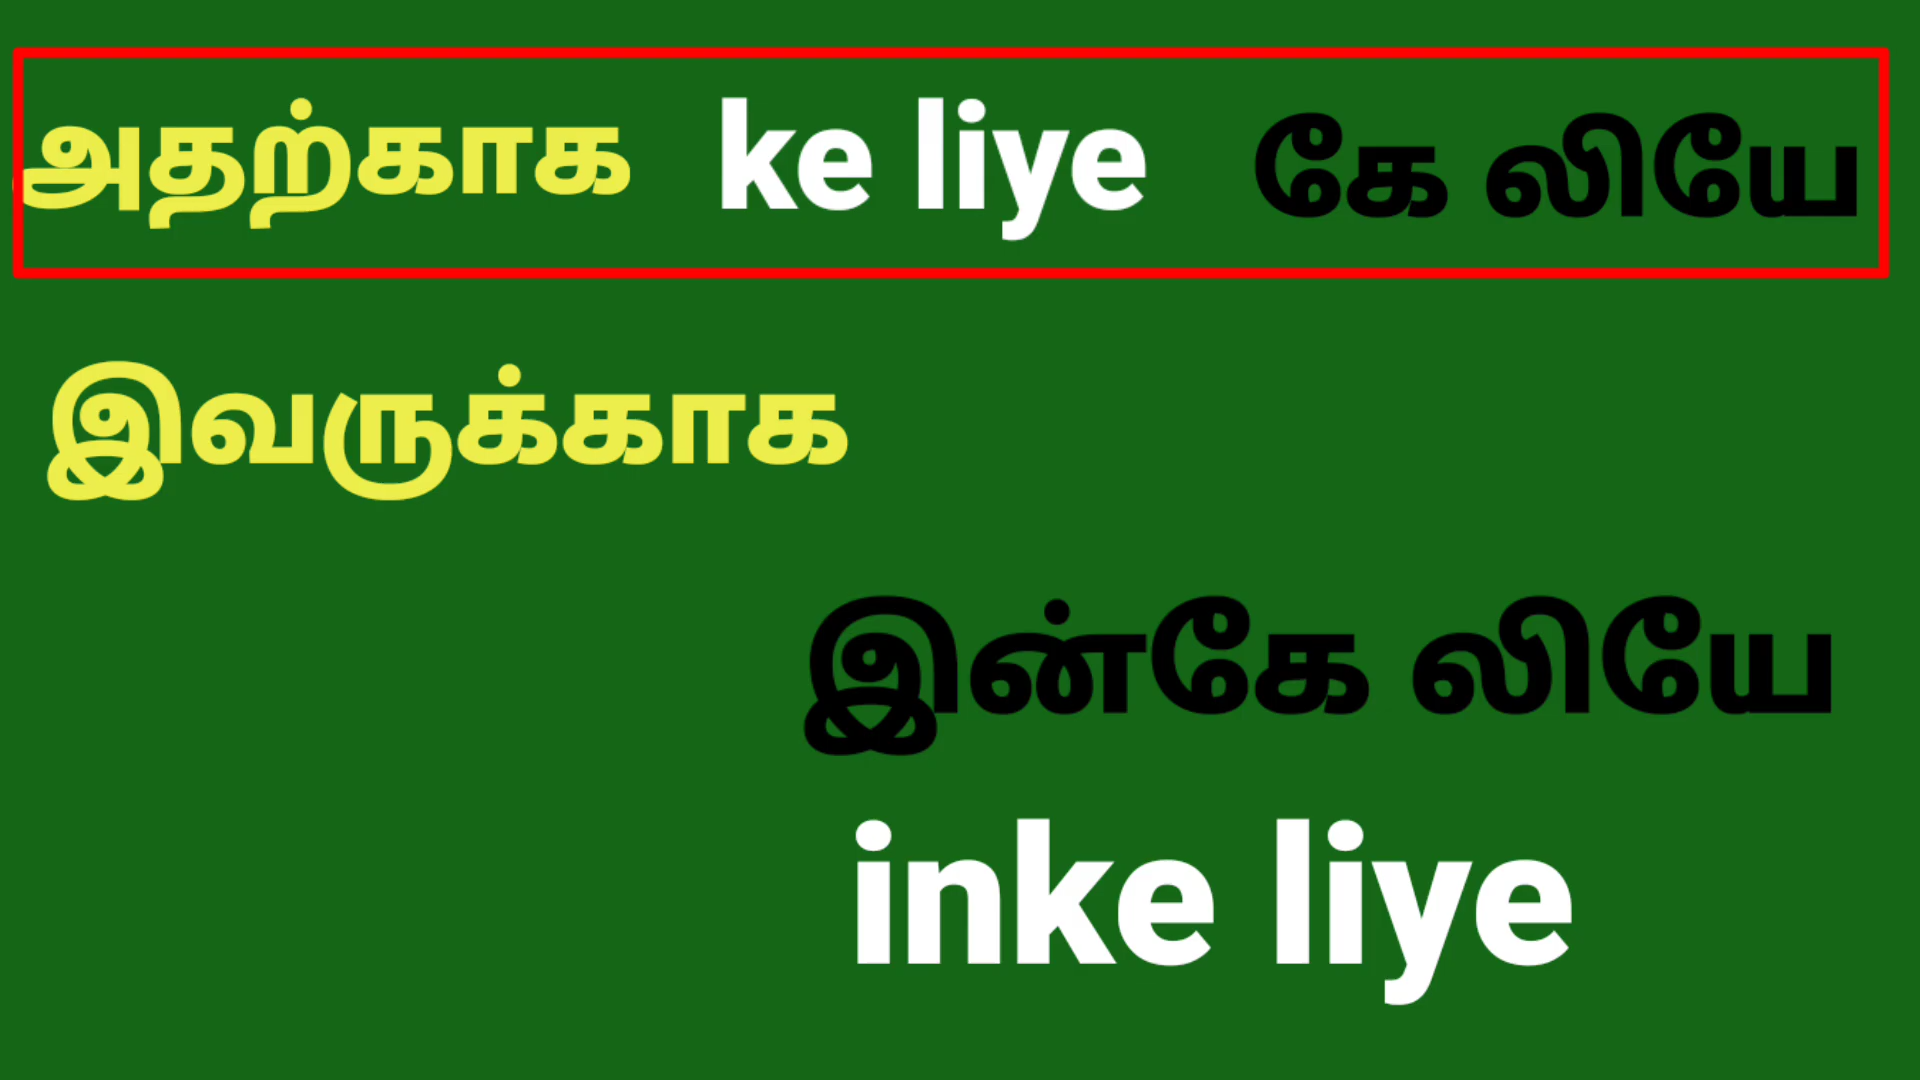 அதற்காக ke liye கே லியே
இவருக்காக
இன்கே லியே
inke liye